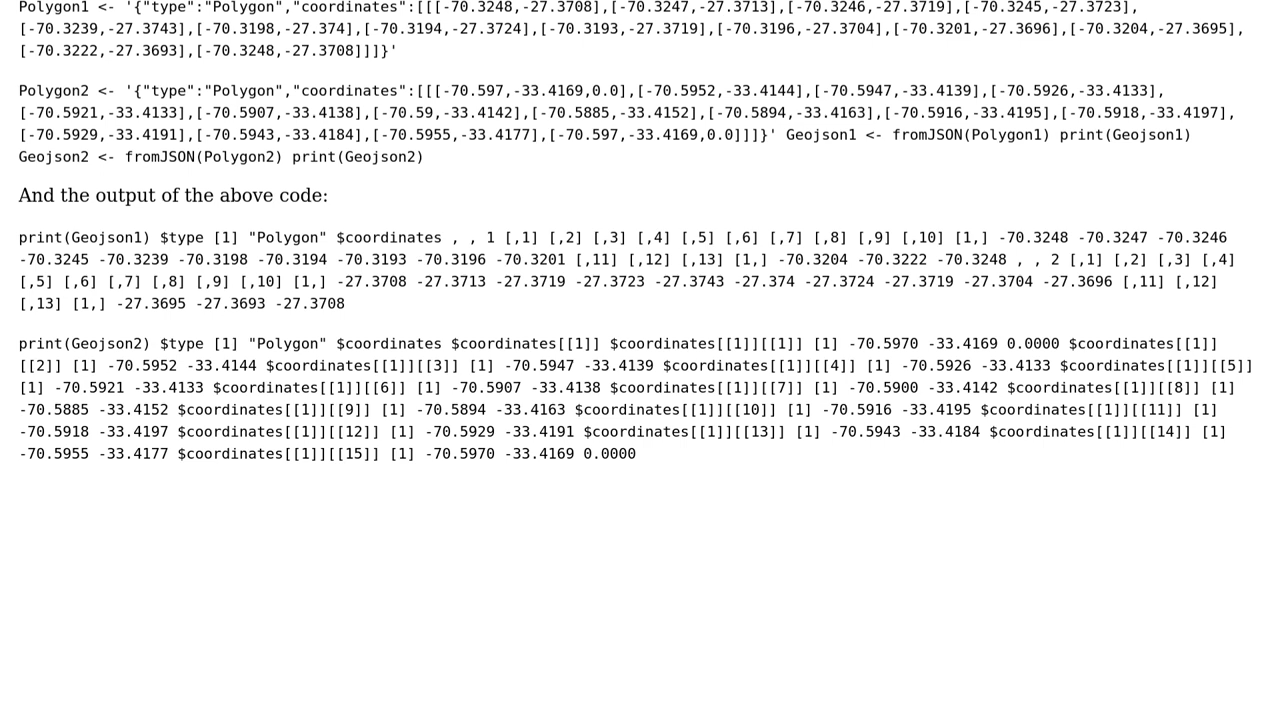 Polygon1 <- '{"type":"Polygon","coordinates":[[[-70.3248,-27.3708],[-70.3247,-27.3713],[-70.3246,-27.3719],[-70.3245,-27.3723],
[-70.3239,-27.3743],[-70.3198,-27.374],[-70.3194,-27.3724],[-70.3193,-27.3719],[-70.3196,-27.3704],[-70.3201,-27.3696],[-70.3204,-27.3695],
[-70.3222,-27.3693],[-70.3248,-27.3708]]]}'
Polygon2 <- '{"type":"Polygon","coordinates":[[[-70.597,-33.4169,0.0],[-70.5952,-33.4144],[-70.5947,-33.4139],[-70.5926,-33.4133],
[-70.5921,-33.4133],[-70.5907,-33.4138],[-70.59,-33.4142],[-70.5885,-33.4152],[-70.5894,-33.4163],[-70.5916,-33.4195],[-70.5918,-33.4197],
[-70.5929,-33.4191],[-70.5943,-33.4184],[-70.5955,-33.4177],[-70.597,-33.4169,0.0]]]}' Geojson1 <- fromJSON(Polygon1) print(Geojson1)
Geojson2 <- fromJSON(Polygon2) print(Geojson2)
And the output of the above code:
print(Geojson1) $type [1] "Polygon" $coordinates , , 1 [,1] [,2] [,3] [,4] [,5] [,6] [,7] [,8] [,9] [,10] [1,] -70.3248 -70.3247 -70.3246
-70.3245 -70.3239 -70.3198 -70.3194 -70.3193 -70.3196 -70.3201 [,11] [,12] [,13] [1,] -70.3204 -70.3222 -70.3248 , , 2 [,1] [,2] [,3] [,4]
[,5] [,6] [,7] [,8] [,9] [,10] [1,] -27.3708 -27.3713 -27.3719 -27.3723 -27.3743 -27.374 -27.3724 -27.3719 -27.3704 -27.3696 [,11] [,12]
[,13] [1,] -27.3695 -27.3693 -27.3708
print(Geojson2) $type [1] "Polygon" $coordinates $coordinates[[1]] $coordinates[[1]][[1]] [1] -70.5970 -33.4169 0.0000 $coordinates[[1]]
[[2]] [1] -70.5952 -33.4144 $coordinates[[1]][[3]] [1] -70.5947 -33.4139 $coordinates[[1]][[4]] [1] -70.5926 -33.4133 $coordinates[[1]][[5]]
[1] -70.5921 -33.4133 $coordinates[[1]][[6]] [1] -70.5907 -33.4138 $coordinates[[1]][[7]] [1] -70.5900 -33.4142 $coordinates[[1]][[8]] [1]
-70.5885 -33.4152 $coordinates[[1]][[9]] [1] -70.5894 -33.4163 $coordinates[[1]][[10]] [1] -70.5916 -33.4195 $coordinates[[1]][[11]] [1]
-70.5918 -33.4197 $coordinates[[1]][[12]] [1] -70.5929 -33.4191 $coordinates[[1]][[13]] [1] -70.5943 -33.4184 $coordinates[[1]][[14]] [1]
-70.5955 -33.4177 $coordinates[[1]][[15]] [1] -70.5970 -33.4169 0.0000